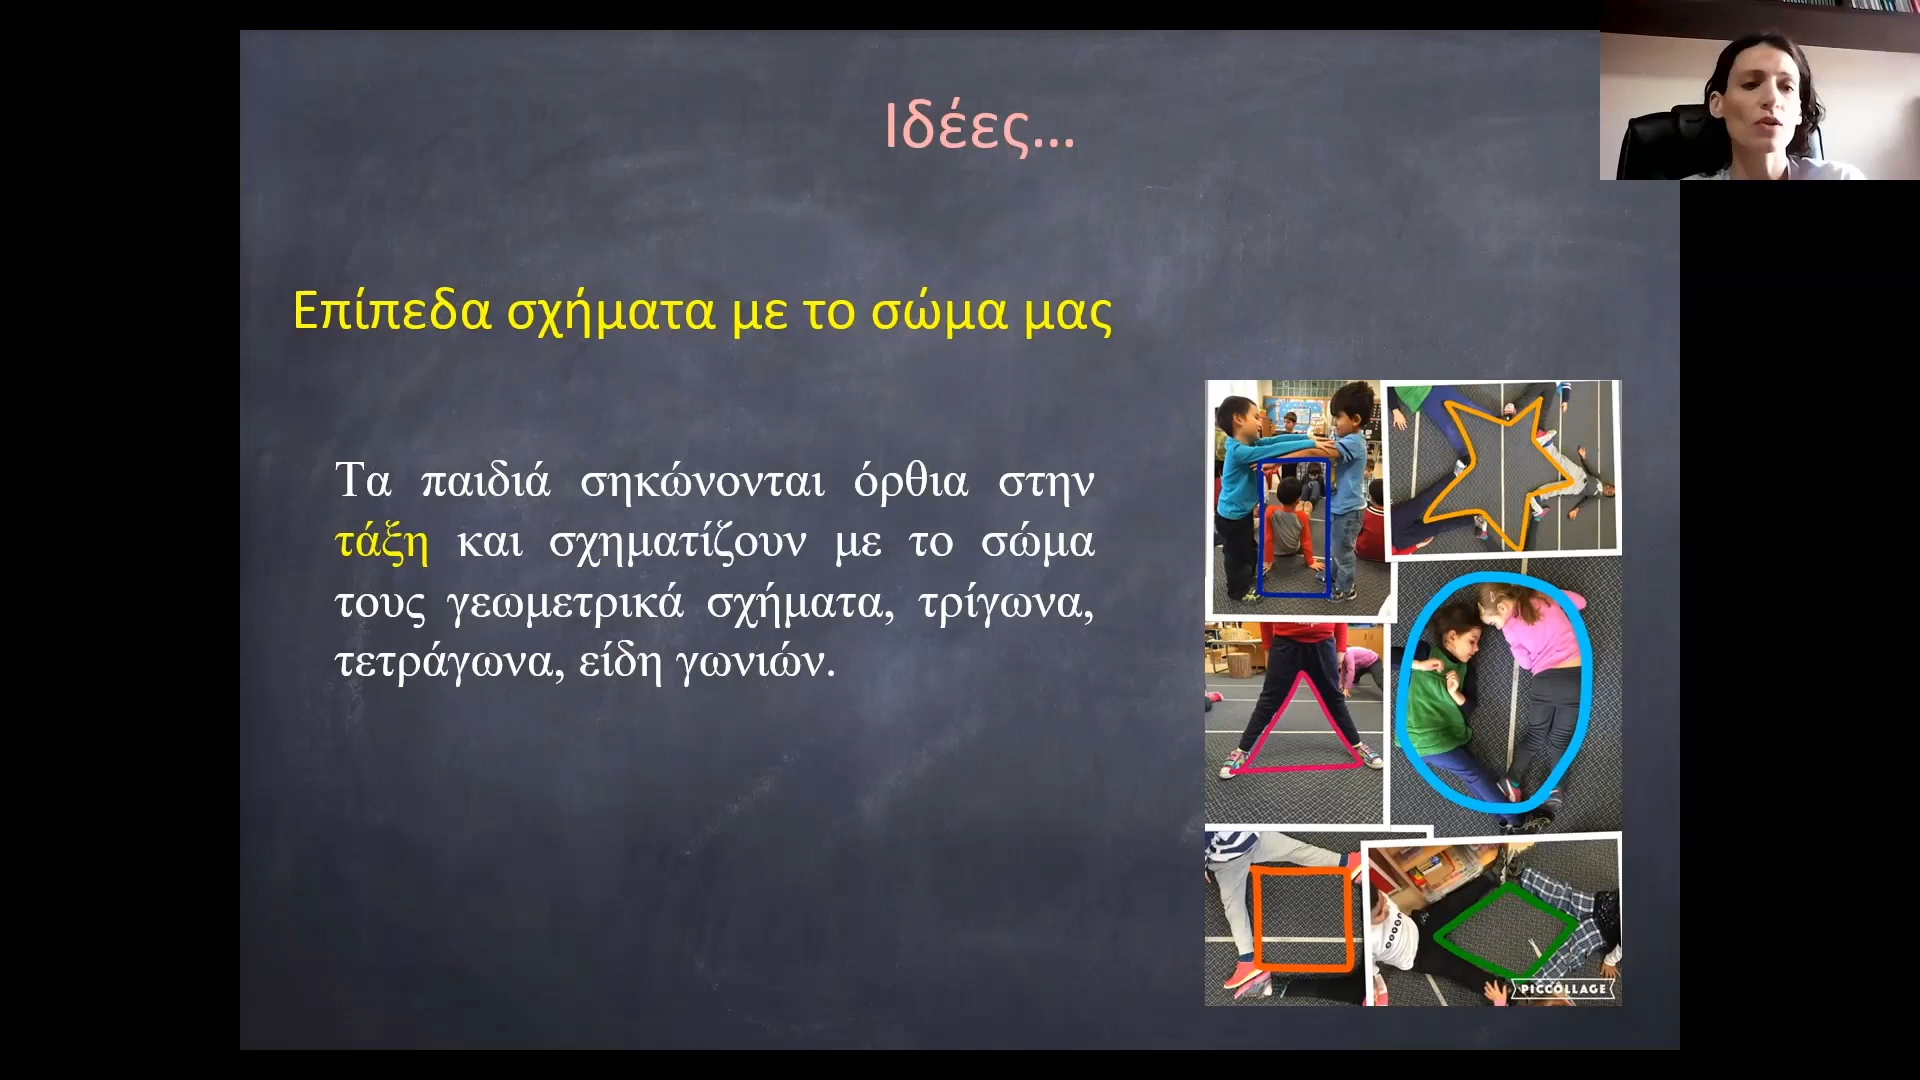 Ιδέες...
Επίπεδα σχήματα με το σώμα μας
Τα παιδιά σηκώνονται όρθια στην
τάξη και σχηματίζουν με το σώμα
τους γεωμετρικά σχήματα, τρίγωνα,
τετράγωνα, είδη γωνιών.
PICCOLLAGE